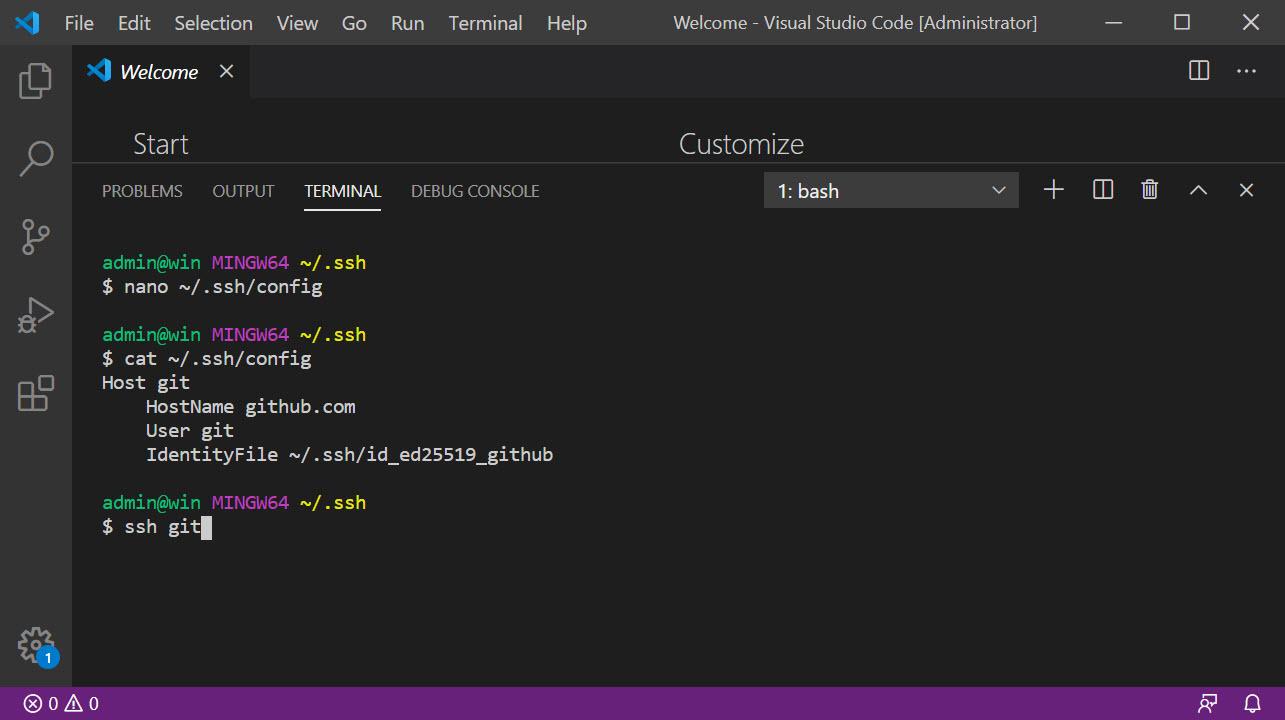 File Edit Selection View Go Run Terminal Help Welcome - Visual Studio Code [Administrator]
Welcome
Start Customize
PROBLEMS OUTPUT TERMINAL DEBUG CONSOLE 1: bash
admin@win MINGW64 ~/.ssh
$ nano ~/.ssh/config
admin@win MINGW64 ~/.ssh
$ cat ~/.ssh/config
Host git
    HostName github.com
    User git
    IdentityFile ~/.ssh/id_ed25519_github
admin@win MINGW64 ~/.ssh
$ ssh git
1
0 0